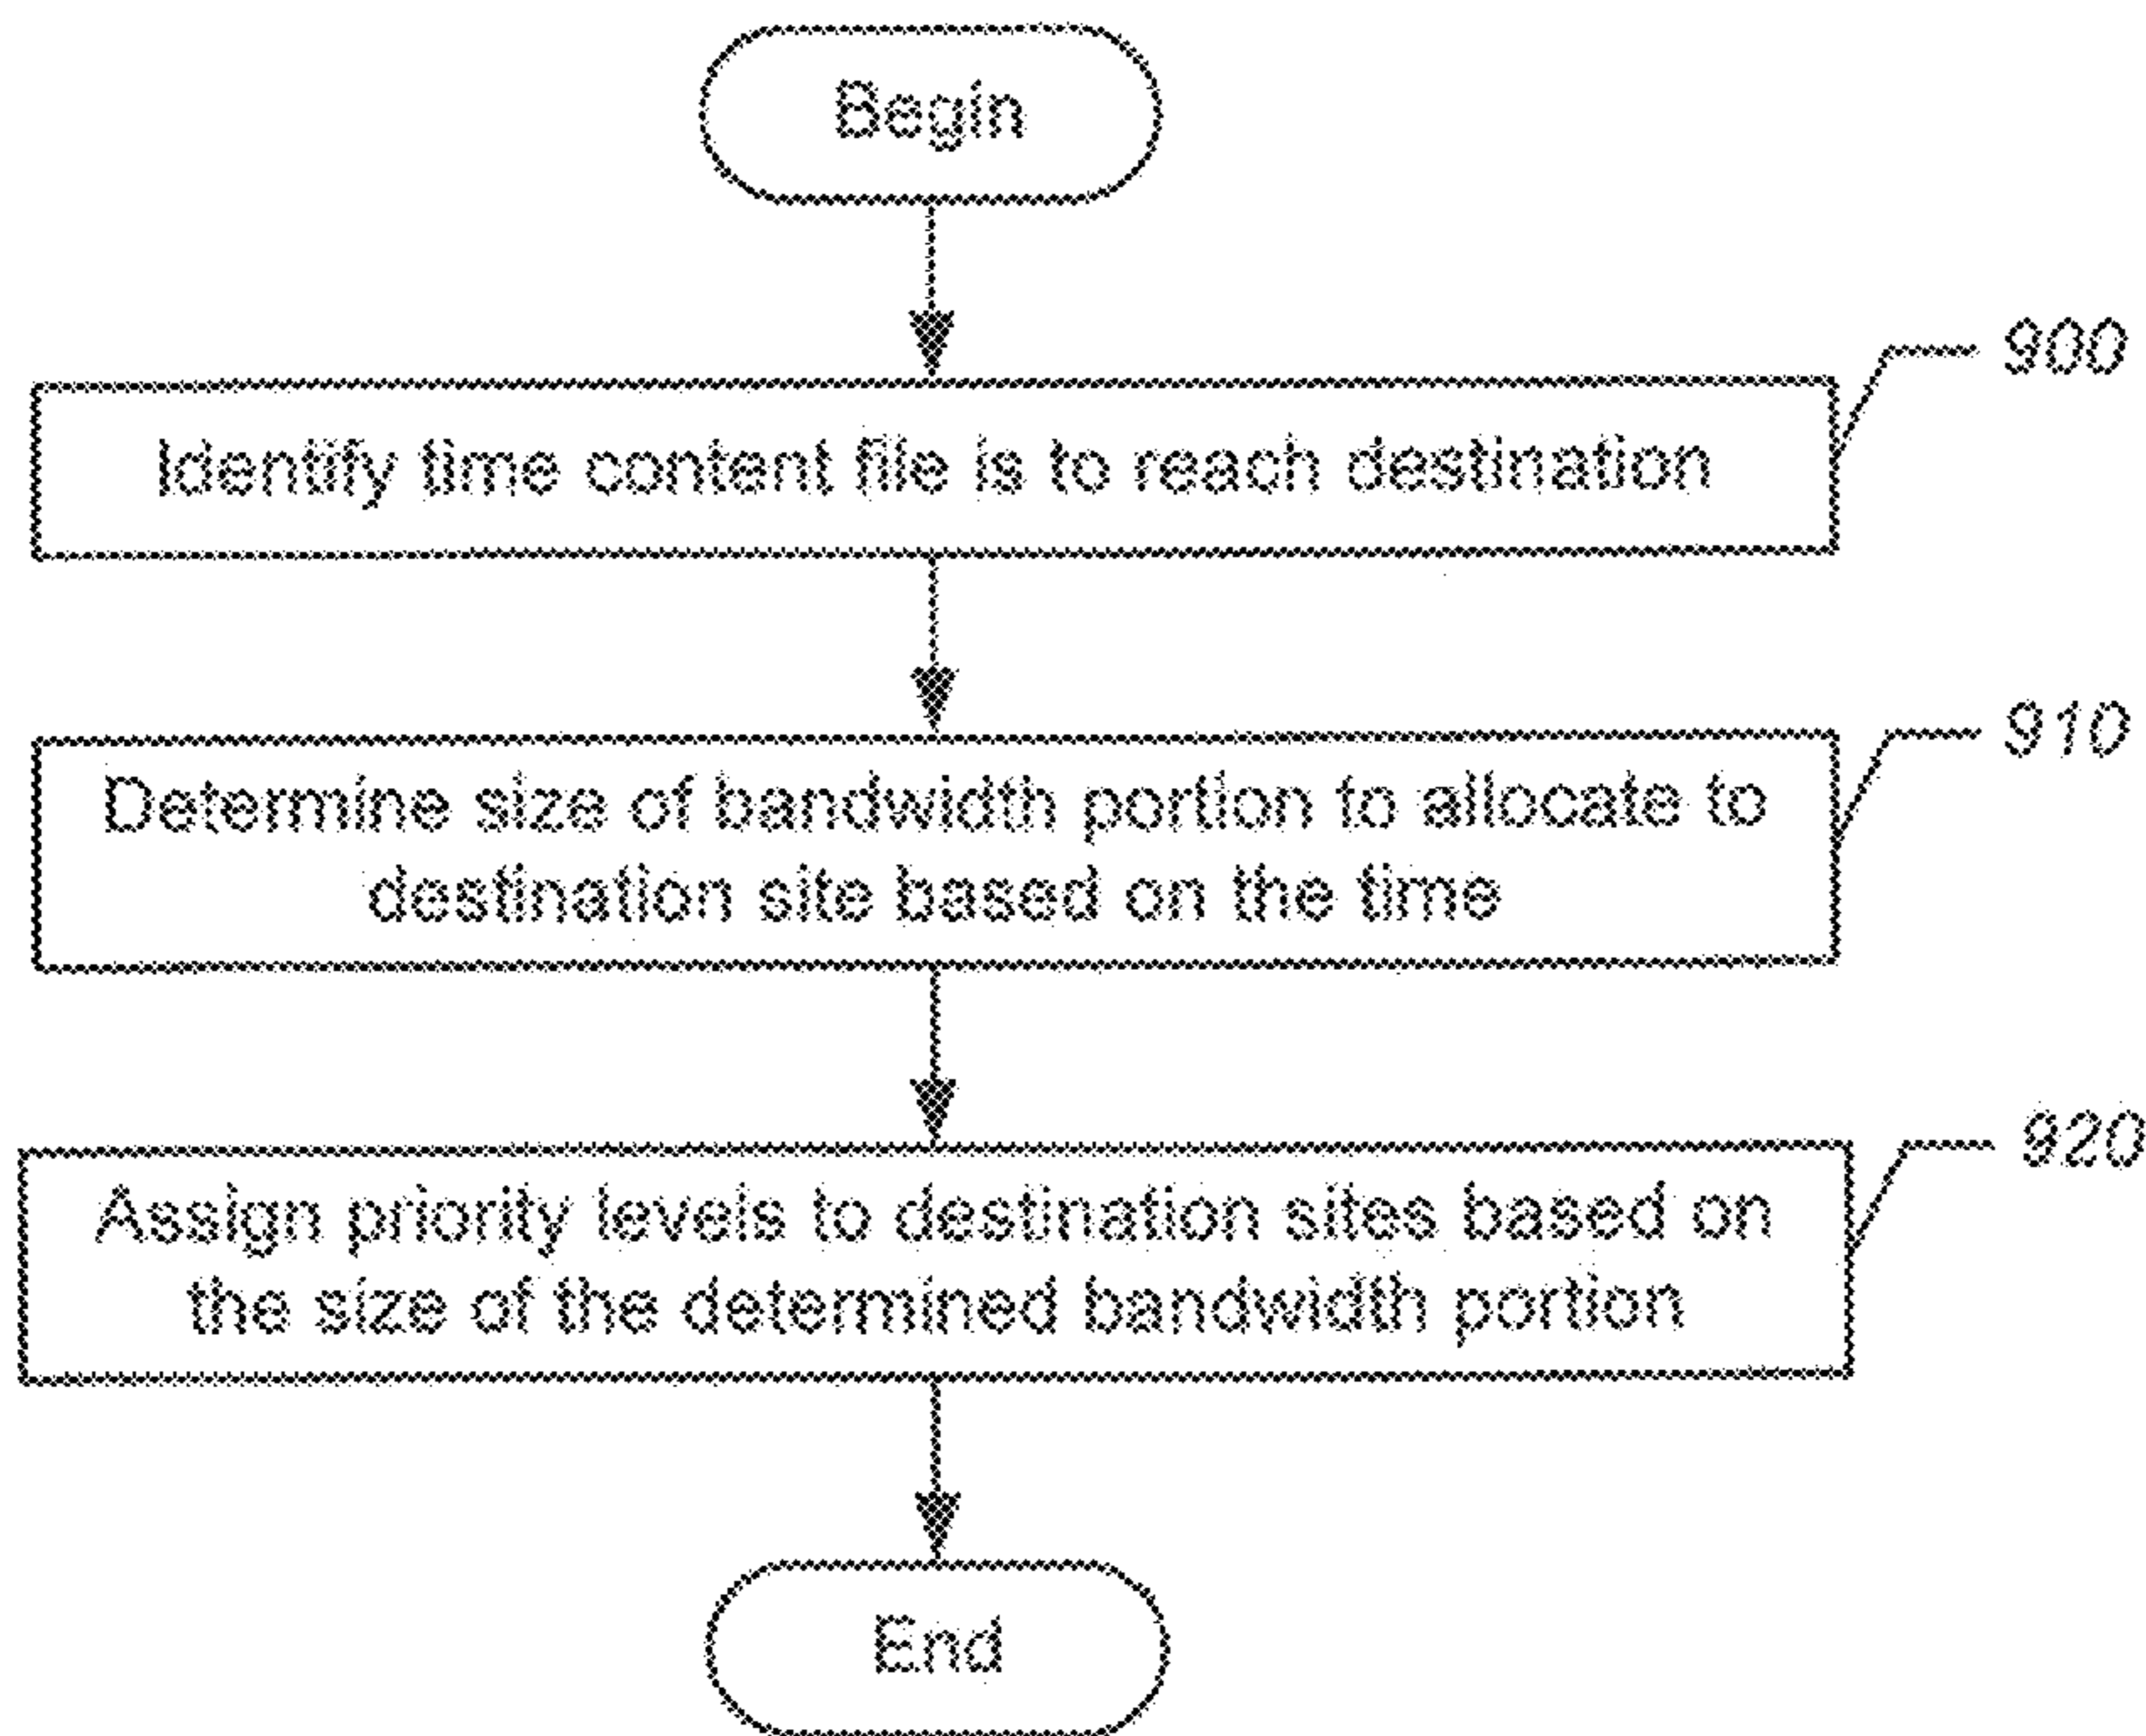 Begin
900
Identify time content file is to reach destination
910
Determine size of bandwidth portion to allocate to
destination site based on the time
920
Assign priority levels to destination sites based on
the size of the determined bandwidth portion
End